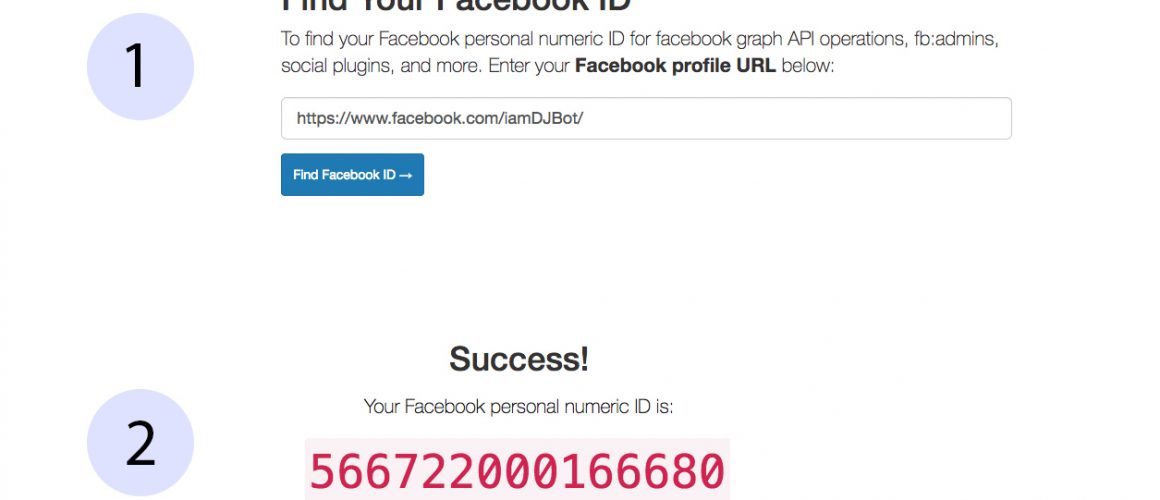 Find Your Facebook ID
1
To find your Facebook personal numeric ID for facebook graph API operations, fb:admins,
social plugins, and more. Enter your Facebook profile URL below:
https://www.facebook.com/iamDJBot/
Find Facebook ID →
Success!
Your Facebook personal numeric ID is:
2
566722000166680